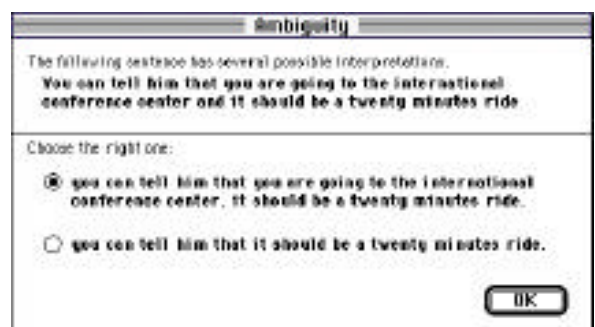 Ambiguity
The following sentence has several possible interpretations.
You can tell him that you are going to the international
conference center and it should be a twenty minutes ride
Choose the right one:
you can tell him that you are going to the international
conference center, it should be a twenty minutes ride.
you can tell him that it should be a twenty minutes ride.
OK